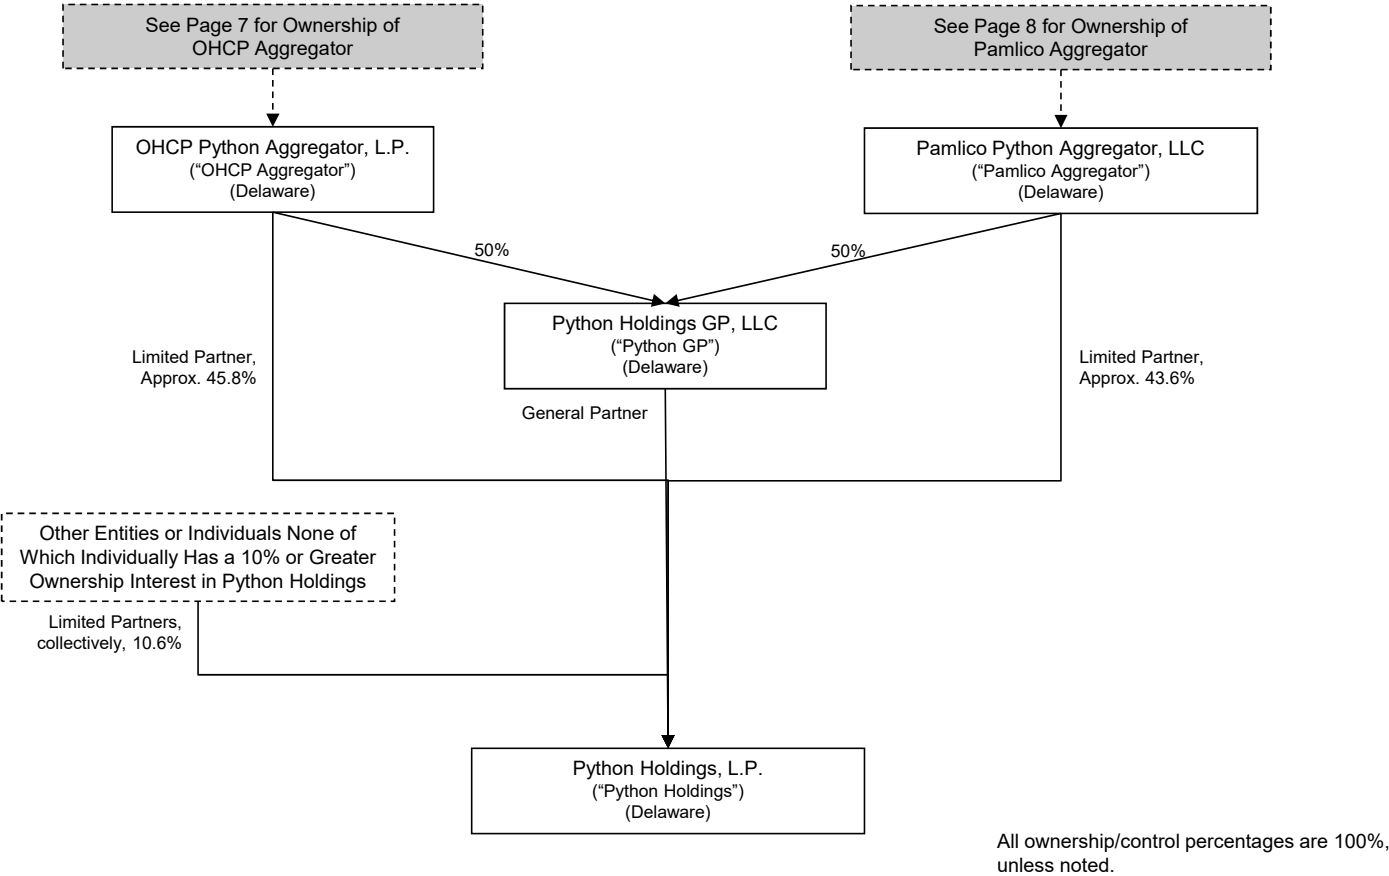 See Page 7 for Ownership of
OHCP Aggregator
See Page 8 for Ownership of
Pamlico Aggregator
OHCP Python Aggregator, L.P.
(“OHCP Aggregator”)
(Delaware)
Pamlico Python Aggregator, LLC
(“Pamlico Aggregator”)
(Delaware)
50%
50%
Python Holdings GP, LLC
(“Python GP”)
(Delaware)
Limited Partner,
Approx. 45.8%
Limited Partner,
Approx. 43.6%
General Partner
Other Entities or Individuals None of
Which Individually Has a 10% or Greater
Ownership Interest in Python Holdings
Limited Partners,
collectively, 10.6%
Python Holdings, L.P.
(“Python Holdings”)
(Delaware)
All ownership/control percentages are 100%,
unless noted.